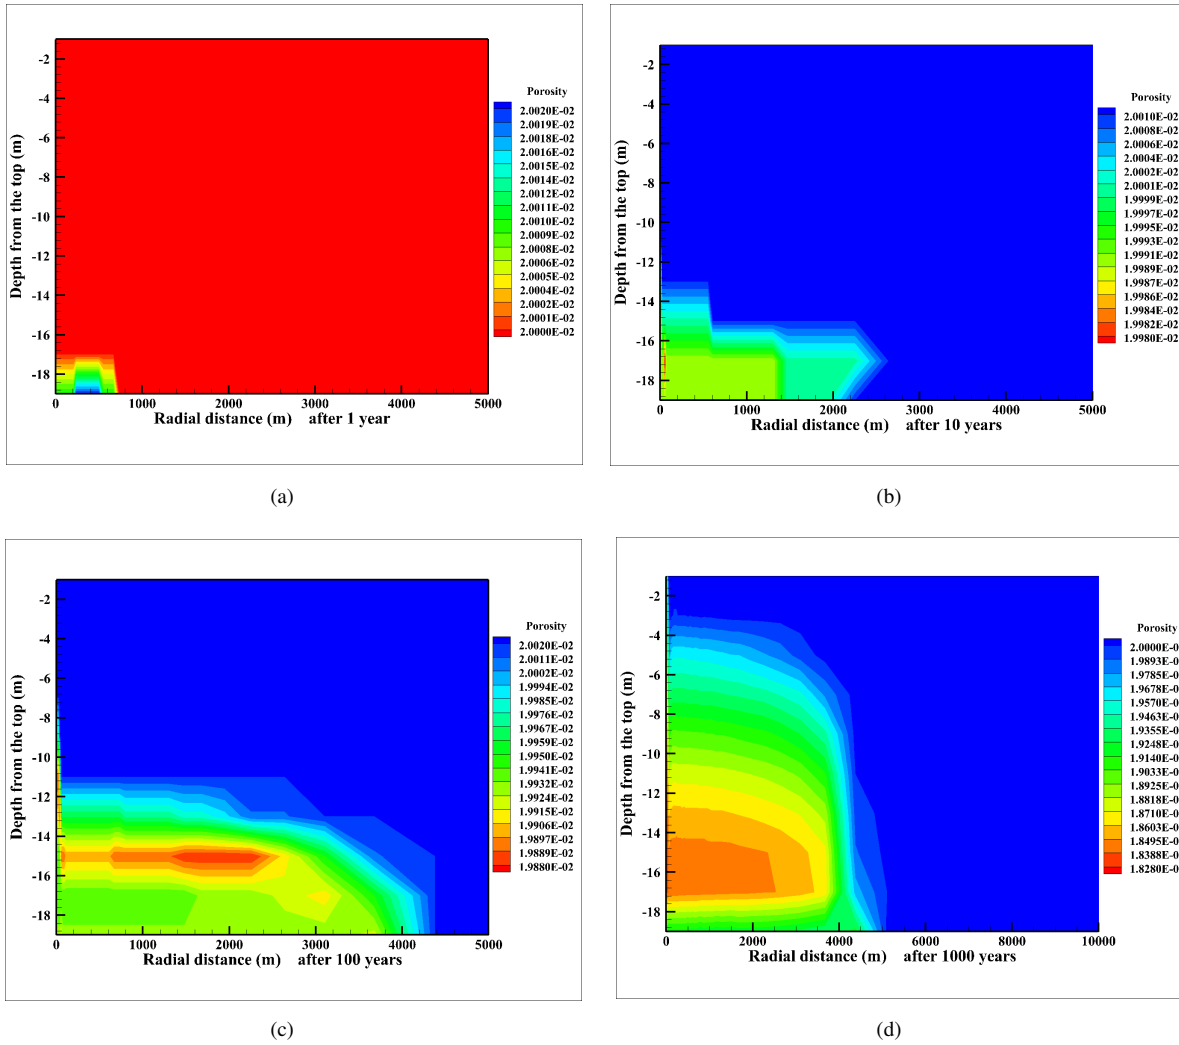 Porosity
2.0020E-02
2.0019E-02
2.0018E-02
2.0016E-02
2.0015E-02
2.0014E-02
2.0012E-02
2.0011E-02
2.0010E-02
2.0009E-02
2.0008E-02
2.0006E-02
2.0005E-02
2.0004E-02
2.0002E-02
2.0001E-02
2.0000E-02
Depth from the top (m)
-2
-4
-6
-8
-10
-12
-14
-16
-18
0 1000 2000 3000 4000 5000
Radial distance (m) after 1 year
(a)
Porosity
2.0010E-02
2.0008E-02
2.0006E-02
2.0004E-02
2.0002E-02
2.0001E-02
1.9999E-02
1.9997E-02
1.9995E-02
1.9993E-02
1.9991E-02
1.9989E-02
1.9987E-02
1.9986E-02
1.9984E-02
1.9982E-02
1.9980E-02
Depth from the top (m)
-2
-4
-6
-8
-10
-12
-14
-16
-18
0 1000 2000 3000 4000 5000
Radial distance (m) after 10 years
(b)
Porosity
2.0020E-02
2.0011E-02
2.0002E-02
1.9994E-02
1.9985E-02
1.9976E-02
1.9967E-02
1.9959E-02
1.9950E-02
1.9941E-02
1.9932E-02
1.9924E-02
1.9915E-02
1.9906E-02
1.9897E-02
1.9889E-02
1.9880E-02
Depth from the top (m)
-2
-4
-6
-8
-10
-12
-14
-16
-18
0 1000 2000 3000 4000 5000
Radial distance (m) after 100 years
(c)
Porosity
2.0000E-0
1.9893E-0
1.9785E-0
1.9678E-0
1.9570E-0
1.9463E-0
1.9355E-0
1.9248E-0
1.9140E-0
1.9033E-0
1.8925E-0
1.8818E-0
1.8710E-0
1.8603E-0
1.8495E-0
1.8388E-0
1.8280E-0
Depth from the top (m)
-2
-4
-6
-8
-10
-12
-14
-16
-18
0 2000 4000 6000 8000 10000
Radial distance (m) after 1000 years
(d)